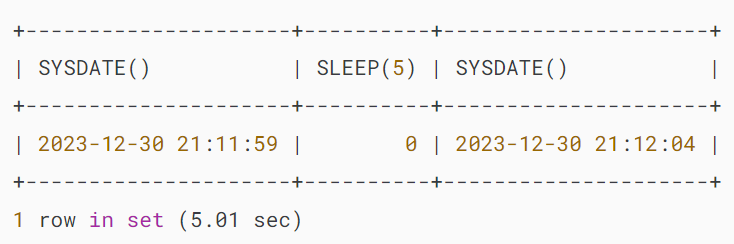 +---------------------+----------+---------------------+
| SYSDATE()           | SLEEP(5) | SYSDATE()           |
+---------------------+----------+---------------------+
| 2023-12-30 21:11:59 |        0 | 2023-12-30 21:12:04 |
+---------------------+----------+---------------------+
1 row in set (5.01 sec)